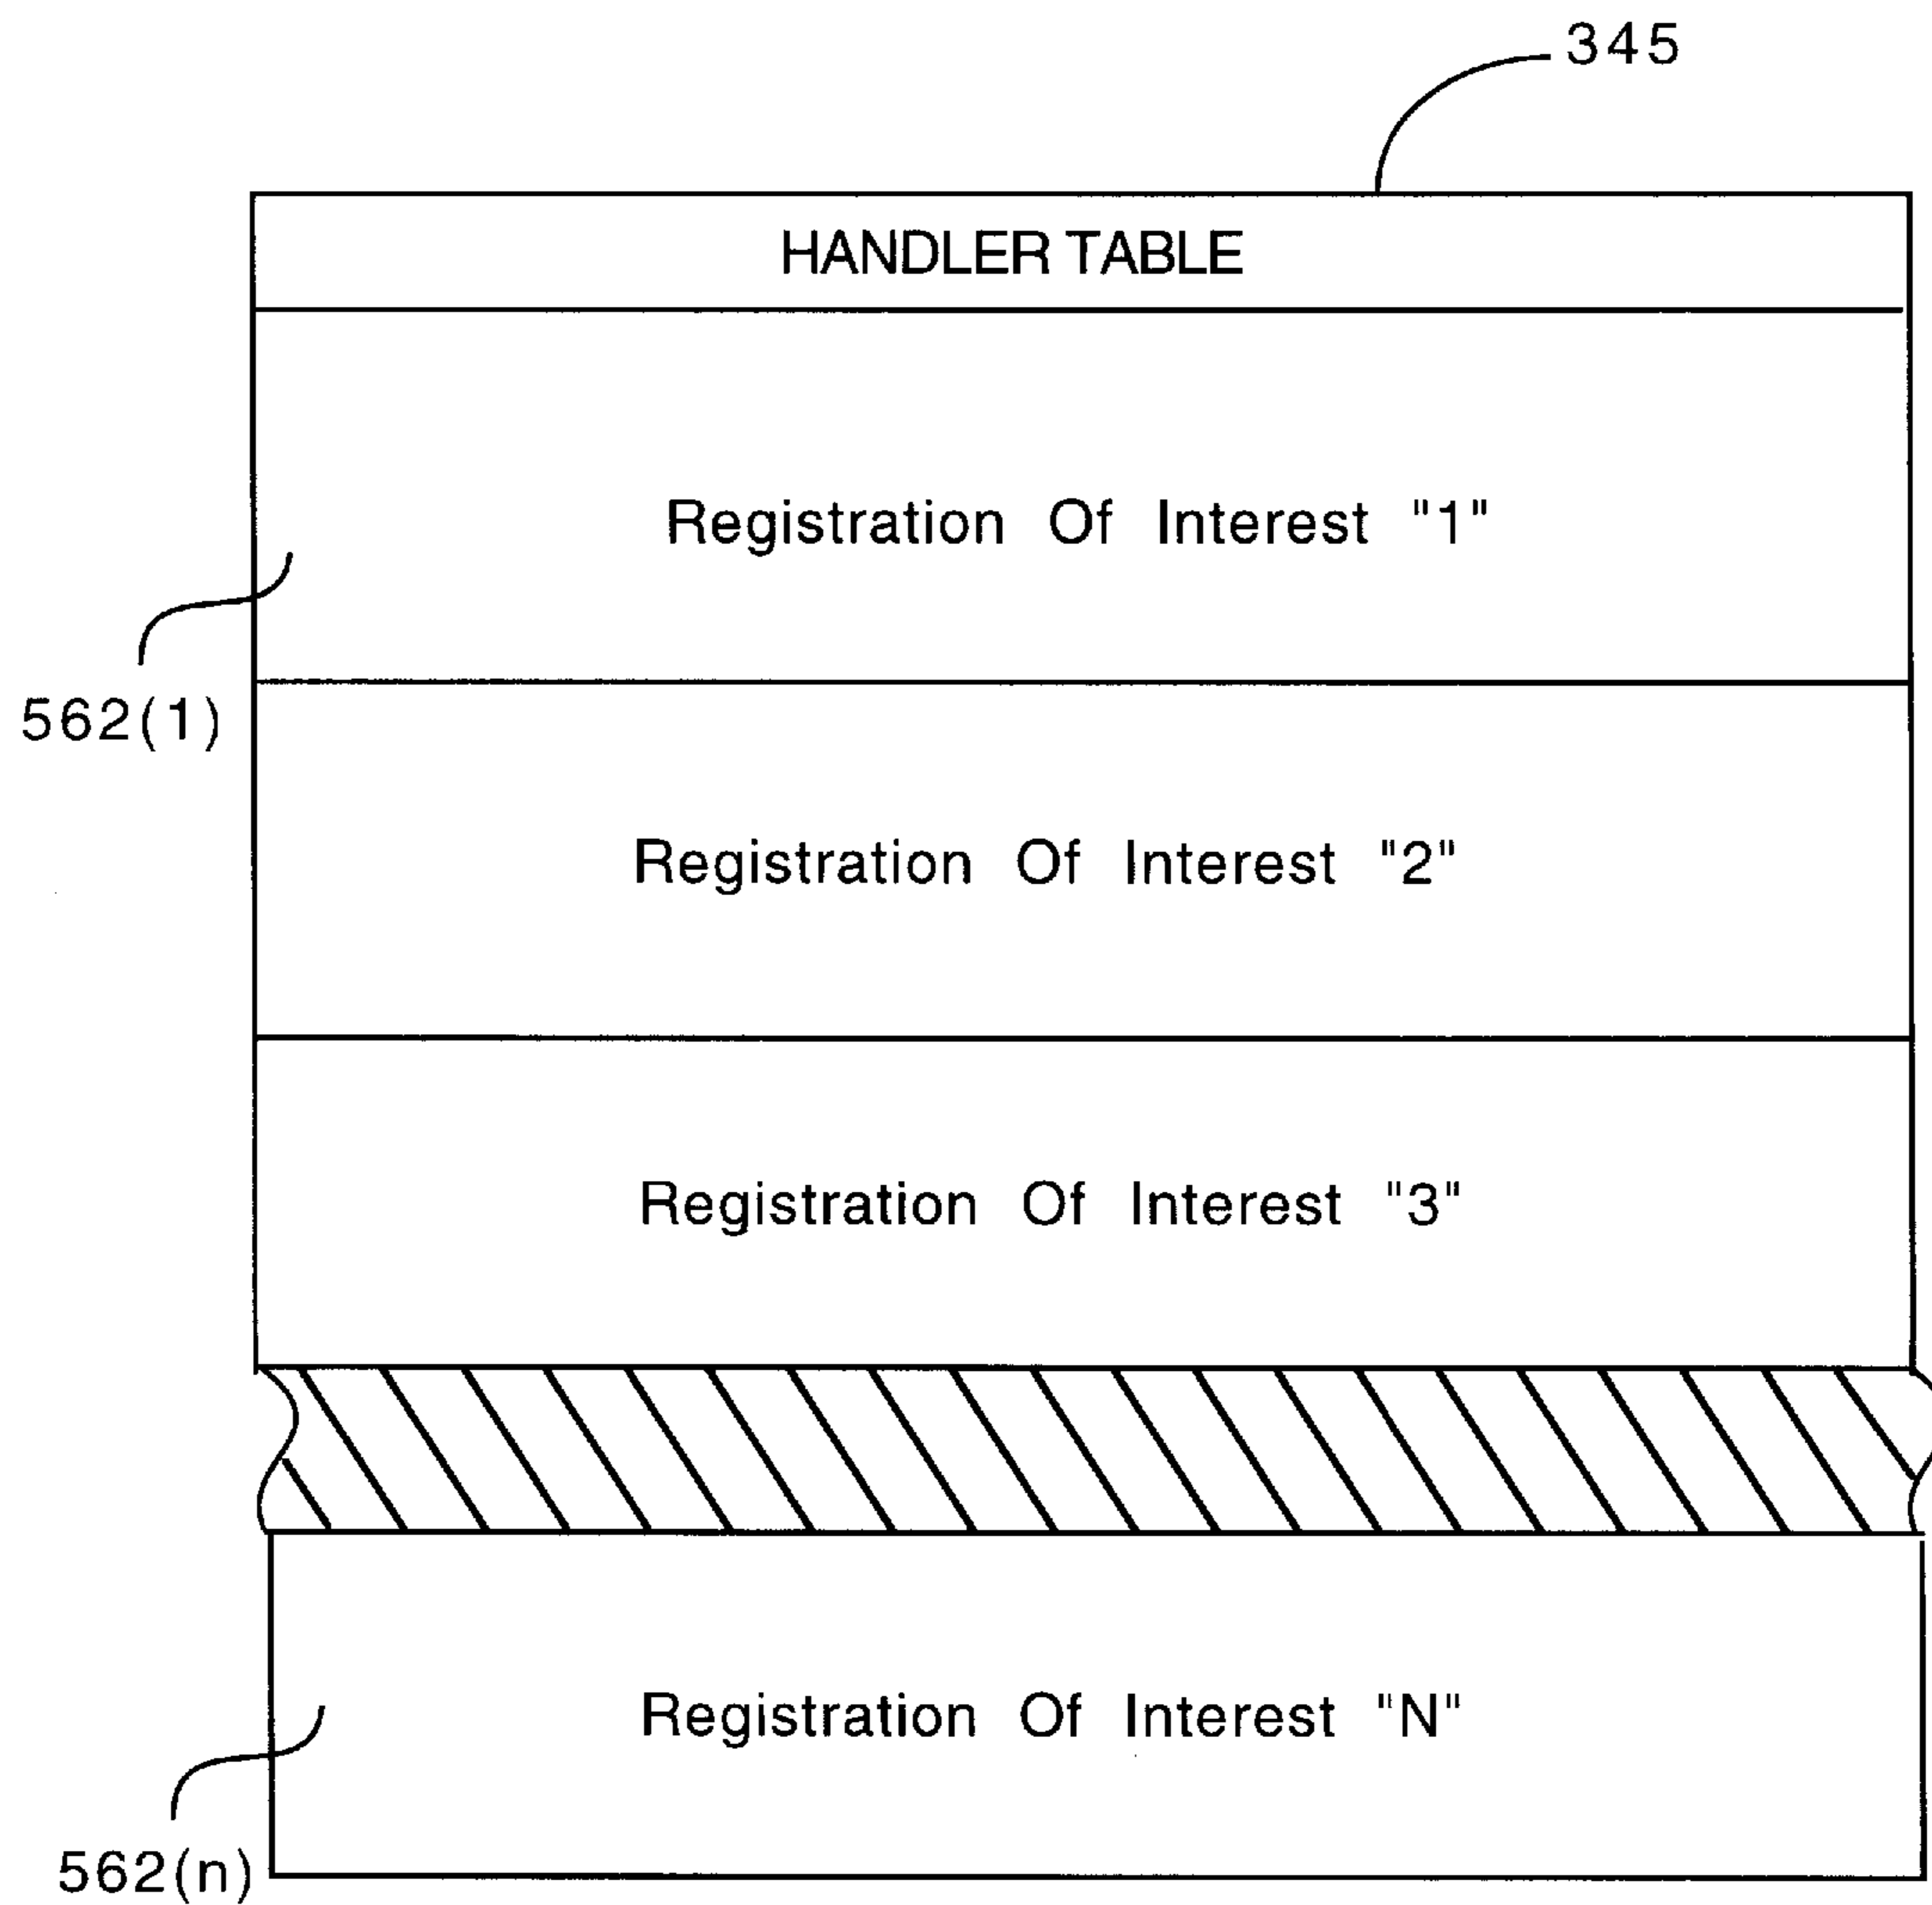 345
HANDLER TABLE
Registration Of Interest "1"
562(1)
Registration Of Interest "2"
Registration Of Interest "3"
Registration Of Interest "N"
562(n)